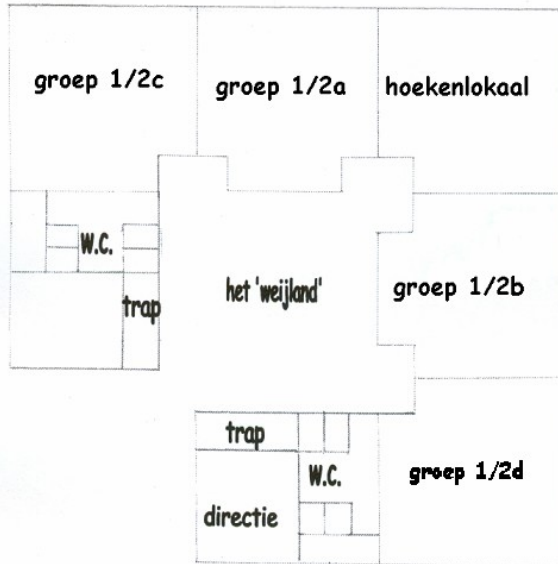 groep 1/2c
groep 1/2a
hoekenlokaal
W.C.
trap
het 'weijland'
groep 1/2b
trap
W.C.
groep 1/2d
directie